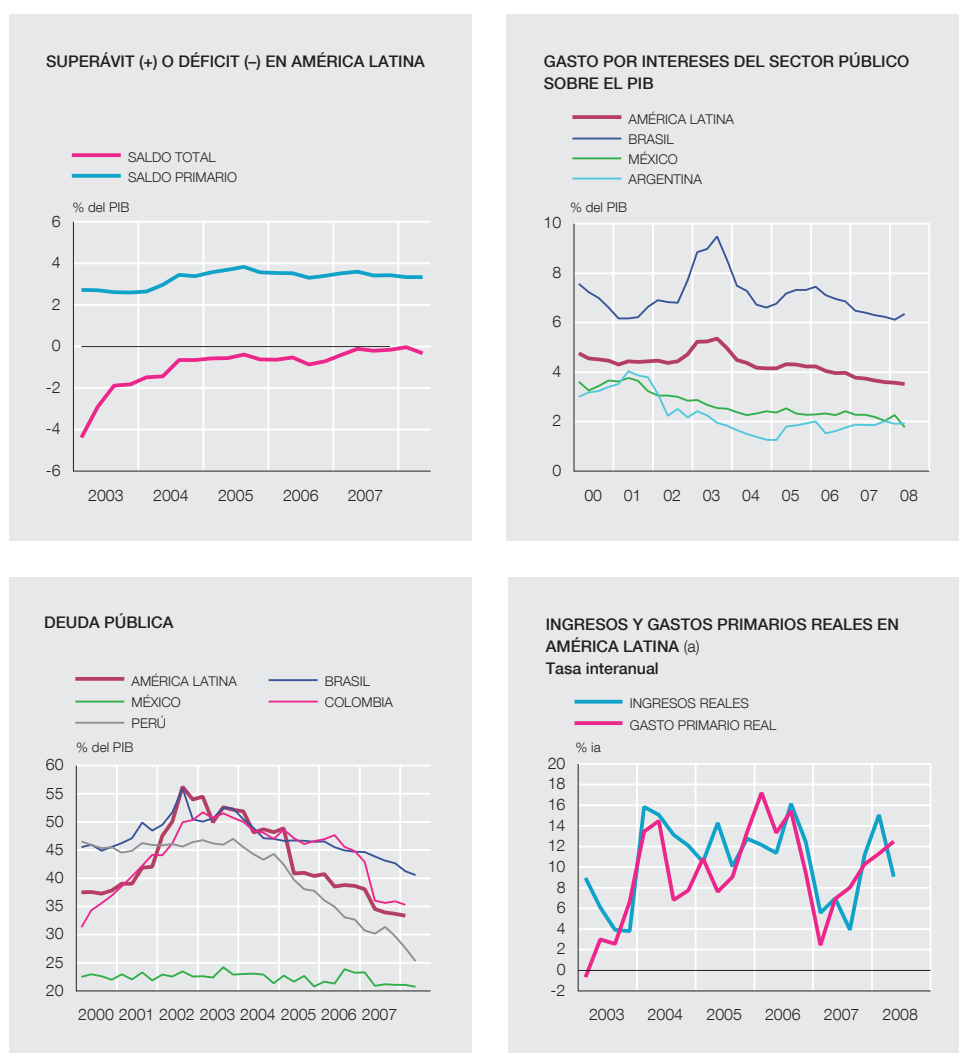 SUPERÁVIT (+) O DÉFICIT (–) EN AMÉRICA LATINA
SALDO TOTAL
SALDO PRIMARIO
% del PIB
6
4
2
0
-2
-4
-6
2003 2004 2005 2006 2007
GASTO POR INTERESES DEL SECTOR PÚBLICO
SOBRE EL PIB
AMÉRICA LATINA
BRASIL
MÉXICO
ARGENTINA
% del PIB
10
8
6
4
2
0
00 01 02 03 04 05 06 07 08
DEUDA PÚBLICA
AMÉRICA LATINA BRASIL
MÉXICO COLOMBIA
PERÚ
% del PIB
60
55
50
45
40
35
30
25
20
2000 2001 2002 2003 2004 2005 2006 2007
INGRESOS Y GASTOS PRIMARIOS REALES EN
AMÉRICA LATINA (a)
Tasa interanual
INGRESOS REALES
GASTO PRIMARIO REAL
% ia
20
18
16
14
12
10
8
6
4
2
0
-2
2003 2004 2005 2006 2007 2008